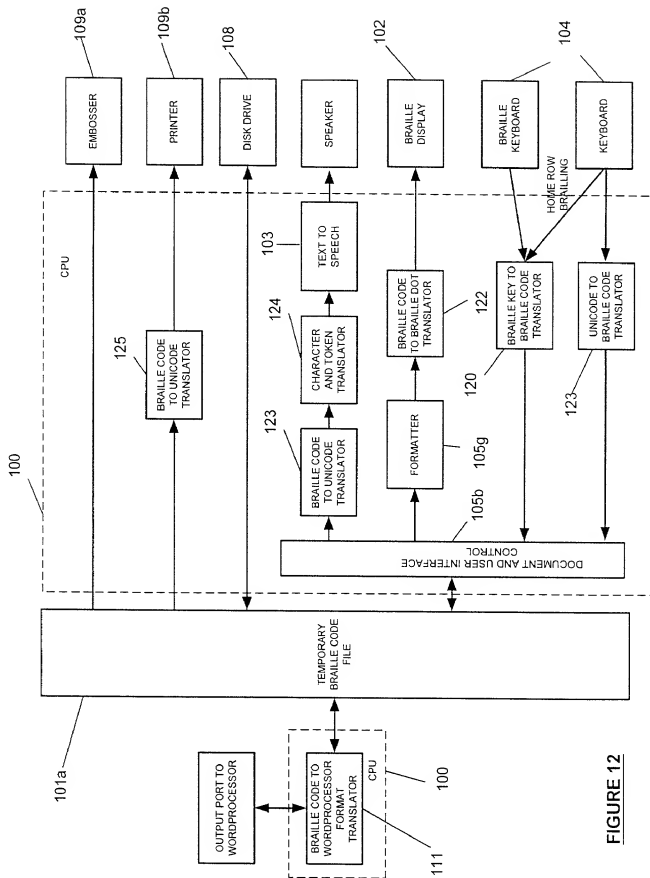 109a
EMBOSSER
109b
PRINTER
108
DISK DRIVE
SPEAKER
102
BRAILLE
DISPLAY
BRAILLE
KEYBOARD
104
KEYBOARD
HOME ROW
BRAILLING
CPU
103
TEXT TO
SPEECH
125
BRAILLE CODE
TO UNICODE
TRANSLATOR
124
CHARACTER
AND TOKEN
TRANSLATOR
BRAILLE CODE
TO BRAILLE DOT
TRANSLATOR
122
BRAILLE KEY TO
BRAILLE CODE
TRANSLATOR
120
UNICODE TO
BRAILLE CODE
TRANSLATOR
123
123
BRAILLE CODE
TO UNICODE
TRANSLATOR
FORMATTER
105g
100
105b
DOCUMENT AND USER INTERFACE
CONTROL
TEMPORARY
BRAILLE CODE
FILE
101a
OUTPUT PORT TO
WORDPROCESSOR
BRAILLE CODE TO
WORDPROCESSOR
FORMAT
TRANSLATOR
CPU
100
111
FIGURE 12